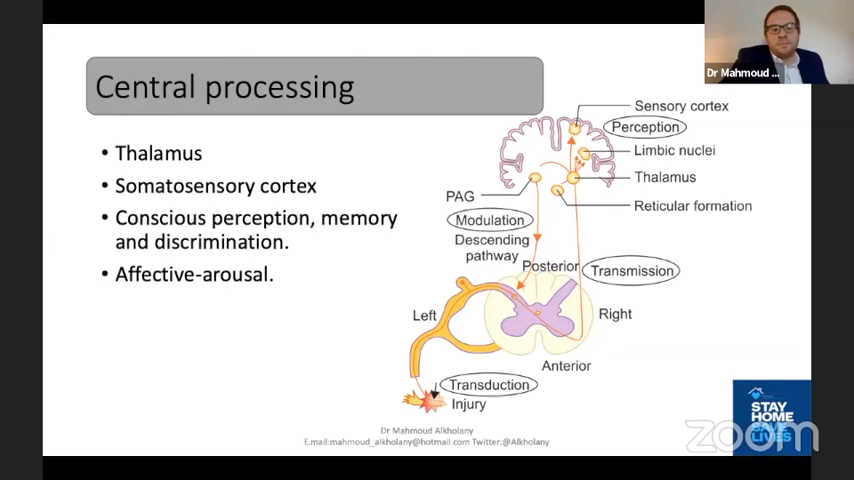 Dr Mahmoud ...
Central processing
• Thalamus
• Somatosensory cortex
• Conscious perception, memory
and discrimination.
• Affective-arousal.
Sensory cortex
Perception
Limbic nuclei
Thalamus
Reticular formation
PAG
Modulation
Descending
pathway
Posterior
Transmission
Left
Right
Anterior
Transduction
Injury
Dr Mahmoud Alkholany
E.mail:mahmoud_alkholany@hotmail.com Twitter:@Alkholany
STAY
HOME
SAVE
LIVES
zoom